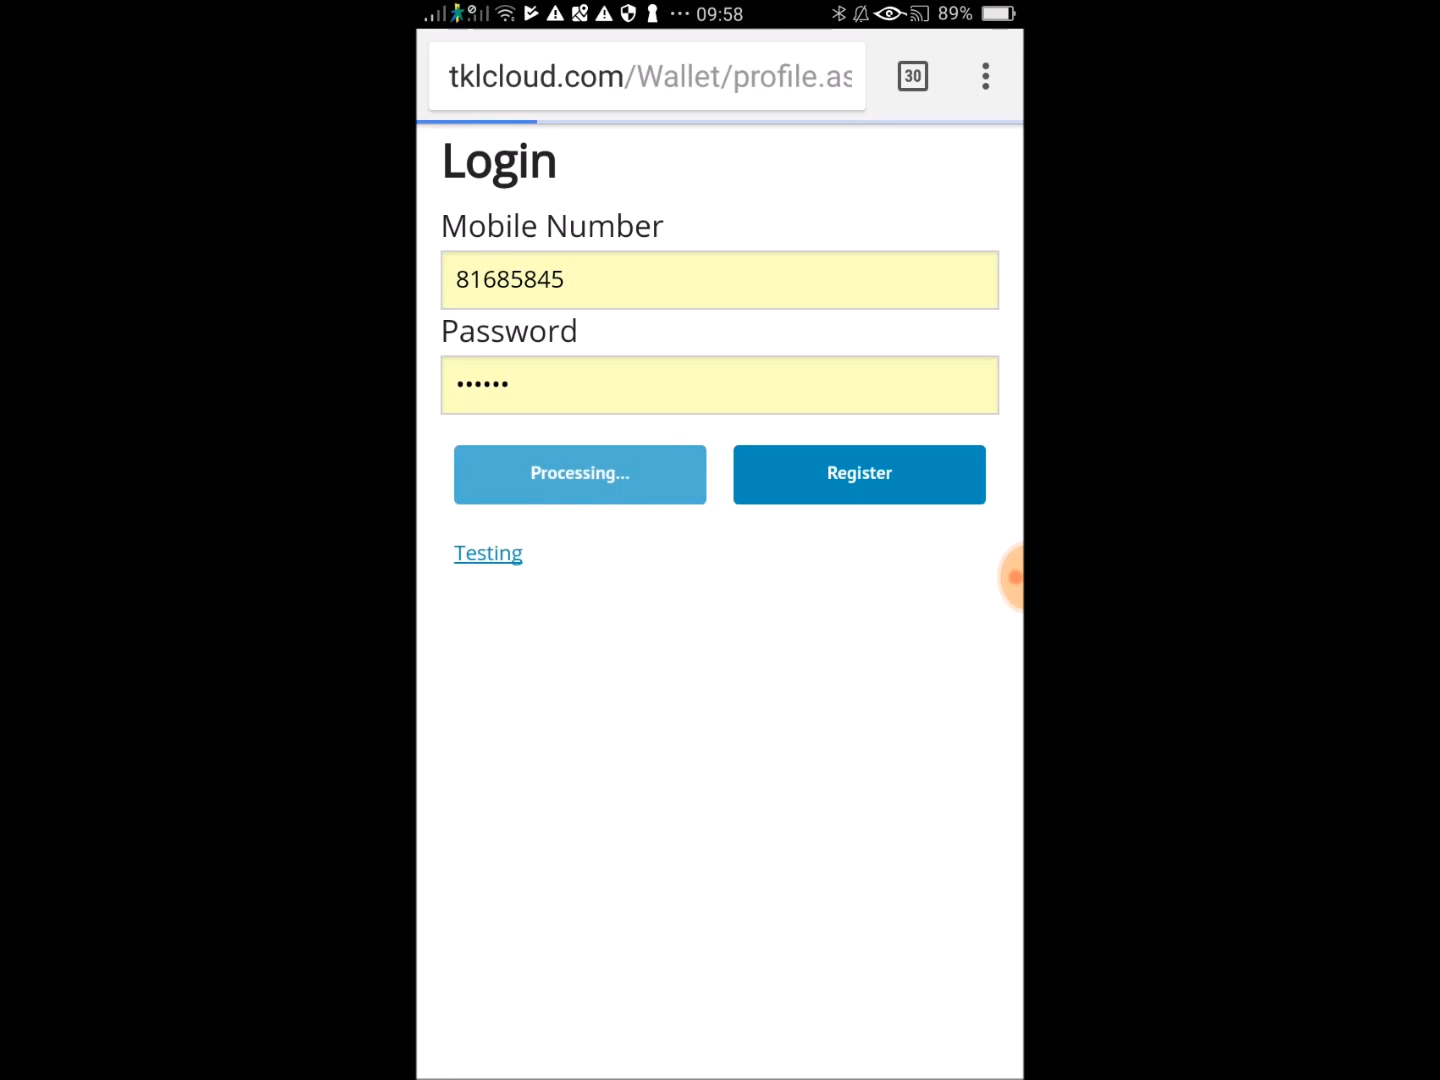 09:58
89%
tklcloud.com/Wallet/profile.as
30
Login
Mobile Number
81685845
Password
••••••
Processing...
Register
Testing